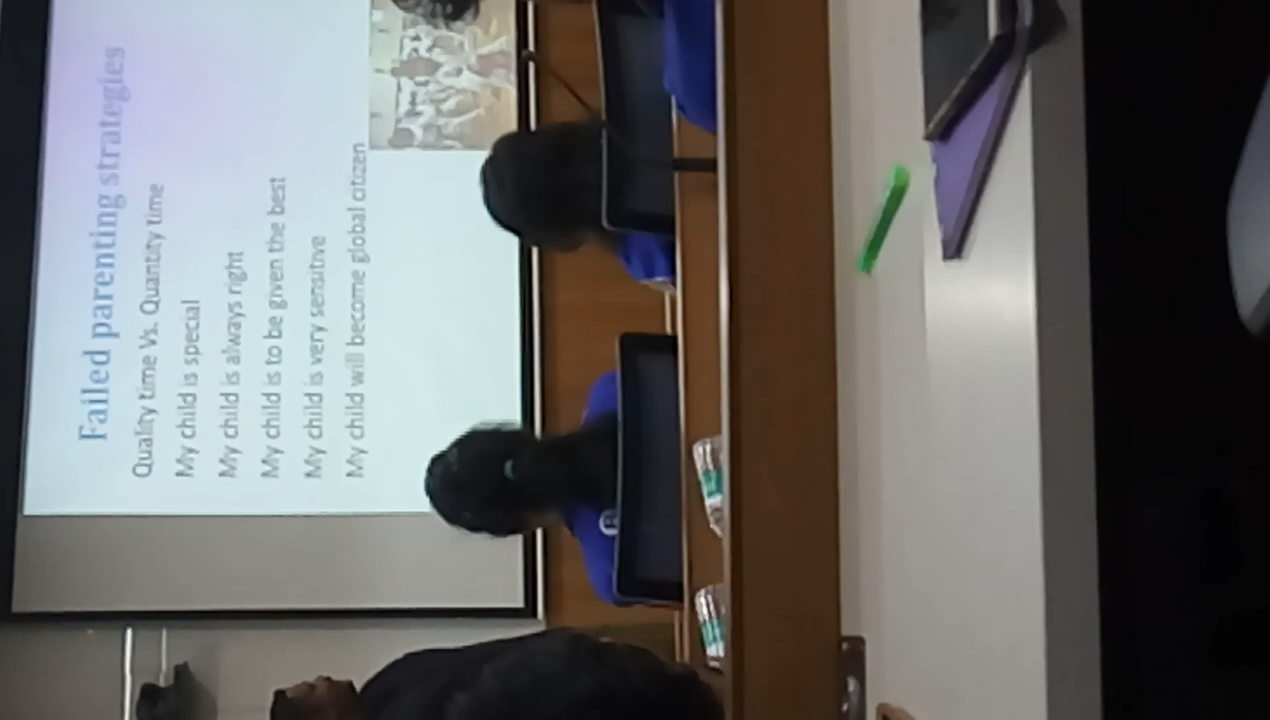 Failed parenting strategies
Quality time Vs. Quantity time
My child is special
My child is always right
My child is to be given the best
My child is very sensitive
My child will become global citizen